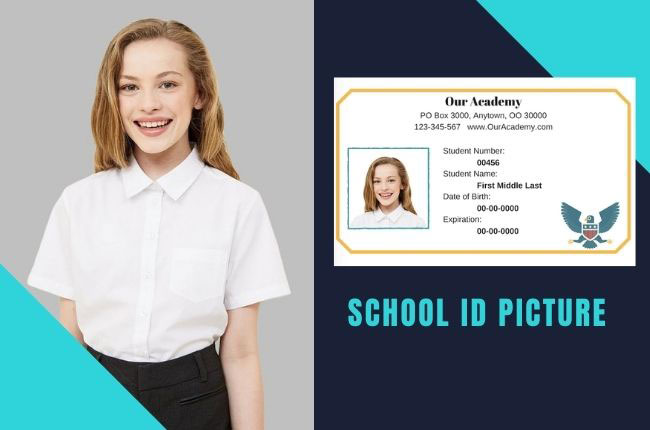 Our Academy
PO Box 3000, Anytown, OO 30000
123-345-567 www.OurAcademy.com
Student Number:
00456
Student Name:
First Middle Last
Date of Birth:
00-00-0000
Expiration:
00-00-0000
SCHOOL ID PICTURE